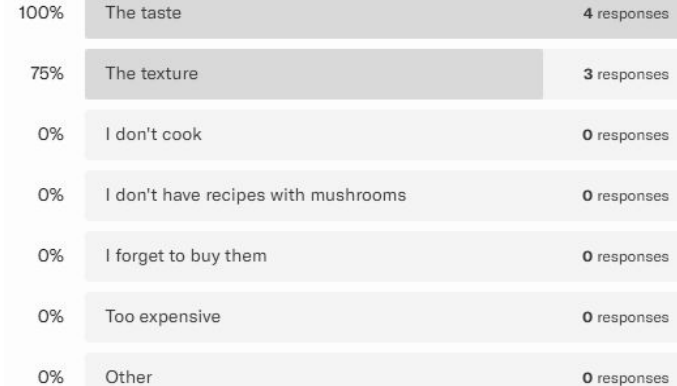 100% The taste 4 responses
75% The texture 3 responses
0% I don't cook 0 responses
0% I don't have recipes with mushrooms 0 responses
0% I forget to buy them 0 responses
0% Too expensive 0 responses
0% Other 0 responses